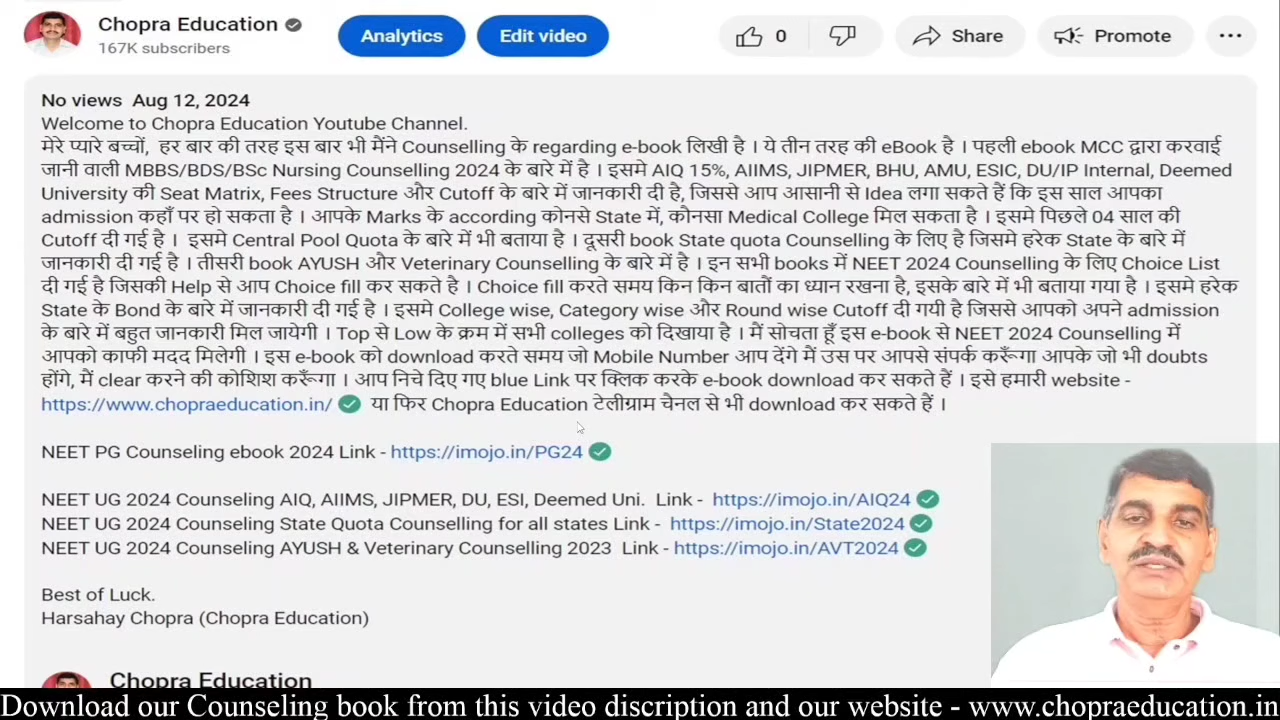 Chopra Education
167K subscribers
Analytics
Edit video
0
Share
Promote
No views Aug 12, 2024
Welcome to Chopra Education Youtube Channel.
मेरे प्यारे बच्चों, हर बार की तरह इस बार भी मैंने Counselling के regarding e-book लिखी है । ये तीन तरह की eBook है । पहली ebook MCC द्वारा करवाई
जानी वाली MBBS/BDS/BSc Nursing Counselling 2024 के बारे में है । इसमे AIQ 15%, AIIMS, JIPMER, BHU, AMU, ESIC, DU/IP Internal, Deemed
University की Seat Matrix, Fees Structure और Cutoff के बारे में जानकारी दी है, जिससे आप आसानी से Idea लगा सकते हैं कि इस साल आपका
admission कहाँ पर हो सकता है । आपके Marks के according कोनसे State में, कौनसा Medical College मिल सकता है । इसमे पिछले 04 साल की
Cutoff दी गई है । इसमे Central Pool Quota के बारे में भी बताया है । दूसरी book State quota Counselling के लिए है जिसमे हरेक State के बारे में
जानकारी दी गई है । तीसरी book AYUSH और Veterinary Counselling के बारे में है । इन सभी books में NEET 2024 Counselling के लिए Choice List
दी गई है जिसकी Help से आप Choice fill कर सकते है । Choice fill करते समय किन किन बातों का ध्यान रखना है, इसके बारे में भी बताया गया है । इसमे हरेक
State के Bond के बारे में जानकारी दी गई है । इसमे College wise, Category wise और Round wise Cutoff दी गयी है जिससे आपको अपने admission
के बारे में बहुत जानकारी मिल जायेगी । Top से Low के क्रम में सभी colleges को दिखाया है । मैं सोचता हूँ इस e-book से NEET 2024 Counselling में
आपको काफी मदद मिलेगी । इस e-book को download करते समय जो Mobile Number आप देंगे मैं उस पर आपसे संपर्क करूँगा आपके जो भी doubts
होंगे, मैं clear करने की कोशिश करूँगा । आप निचे दिए गए blue Link पर क्लिक करके e-book download कर सकते हैं । इसे हमारी website -
https://www.chopraeducation.in/ या फिर Chopra Education टेलीग्राम चैनल से भी download कर सकते हैं ।
NEET PG Counseling ebook 2024 Link - https://imojo.in/PG24
NEET UG 2024 Counseling AIQ, AIIMS, JIPMER, DU, ESI, Deemed Uni. Link - https://imojo.in/AIQ24
NEET UG 2024 Counseling State Quota Counselling for all states Link - https://imojo.in/State2024
NEET UG 2024 Counseling AYUSH & Veterinary Counselling 2023 Link - https://imojo.in/AVT2024
Best of Luck.
Harsahay Chopra (Chopra Education)
Chopra Education
Download our Counseling book from this video discription and our website - www.chopraeducation.in